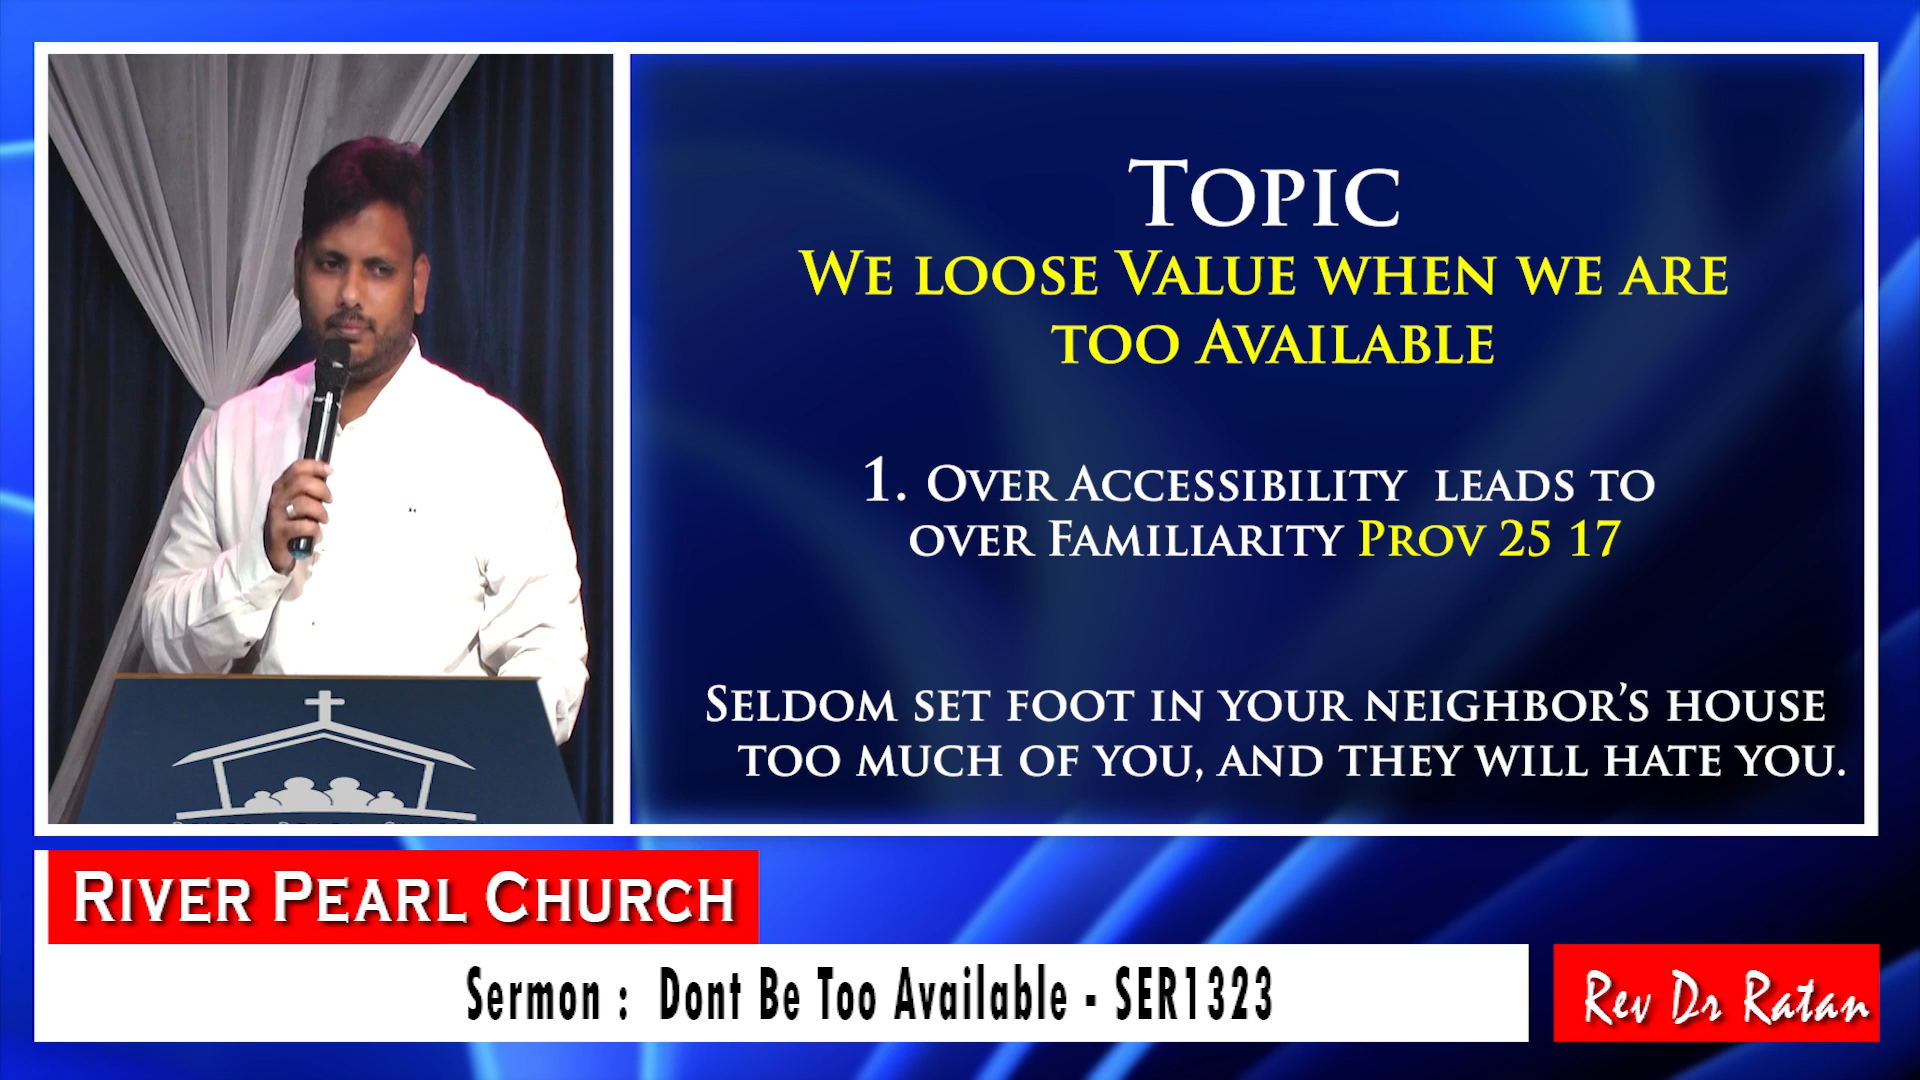 Topic
We loose Value when we are
too Available
1. Over Accessibility leads to
over Familiarity Prov 25 17
Seldom set foot in your neighbor's house
too much of you, and they will hate you.
River Pearl Church
Sermon : Dont Be Too Available - SER1323
Rev Dr Ratan